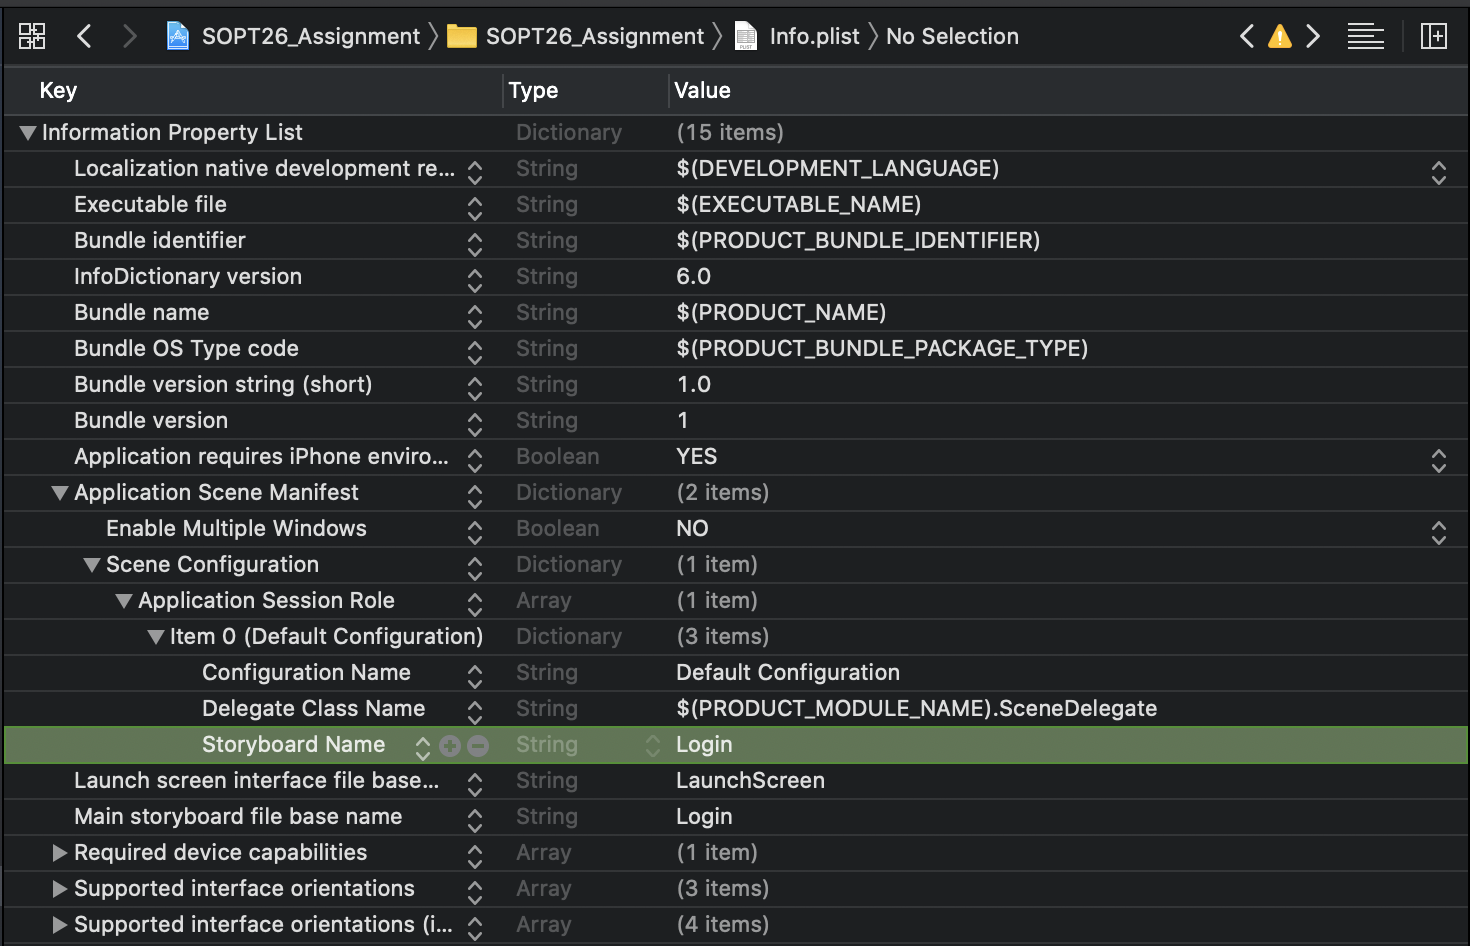 SOPT26_Assignment SOPT26_Assignment Info.plist No Selection
Key Type Value
Information Property List Dictionary (15 items)
Localization native development re... String $(DEVELOPMENT_LANGUAGE)
Executable file String $(EXECUTABLE_NAME)
Bundle identifier String $(PRODUCT_BUNDLE_IDENTIFIER)
InfoDictionary version String 6.0
Bundle name String $(PRODUCT_NAME)
Bundle OS Type code String $(PRODUCT_BUNDLE_PACKAGE_TYPE)
Bundle version string (short) String 1.0
Bundle version String 1
Application requires iPhone enviro... Boolean YES
Application Scene Manifest Dictionary (2 items)
Enable Multiple Windows Boolean NO
Scene Configuration Dictionary (1 item)
Application Session Role Array (1 item)
Item 0 (Default Configuration) Dictionary (3 items)
Configuration Name String Default Configuration
Delegate Class Name String $(PRODUCT_MODULE_NAME).SceneDelegate
Storyboard Name String Login
Launch screen interface file base... String LaunchScreen
Main storyboard file base name String Login
Required device capabilities Array (1 item)
Supported interface orientations Array (3 items)
Supported interface orientations (i... Array (4 items)